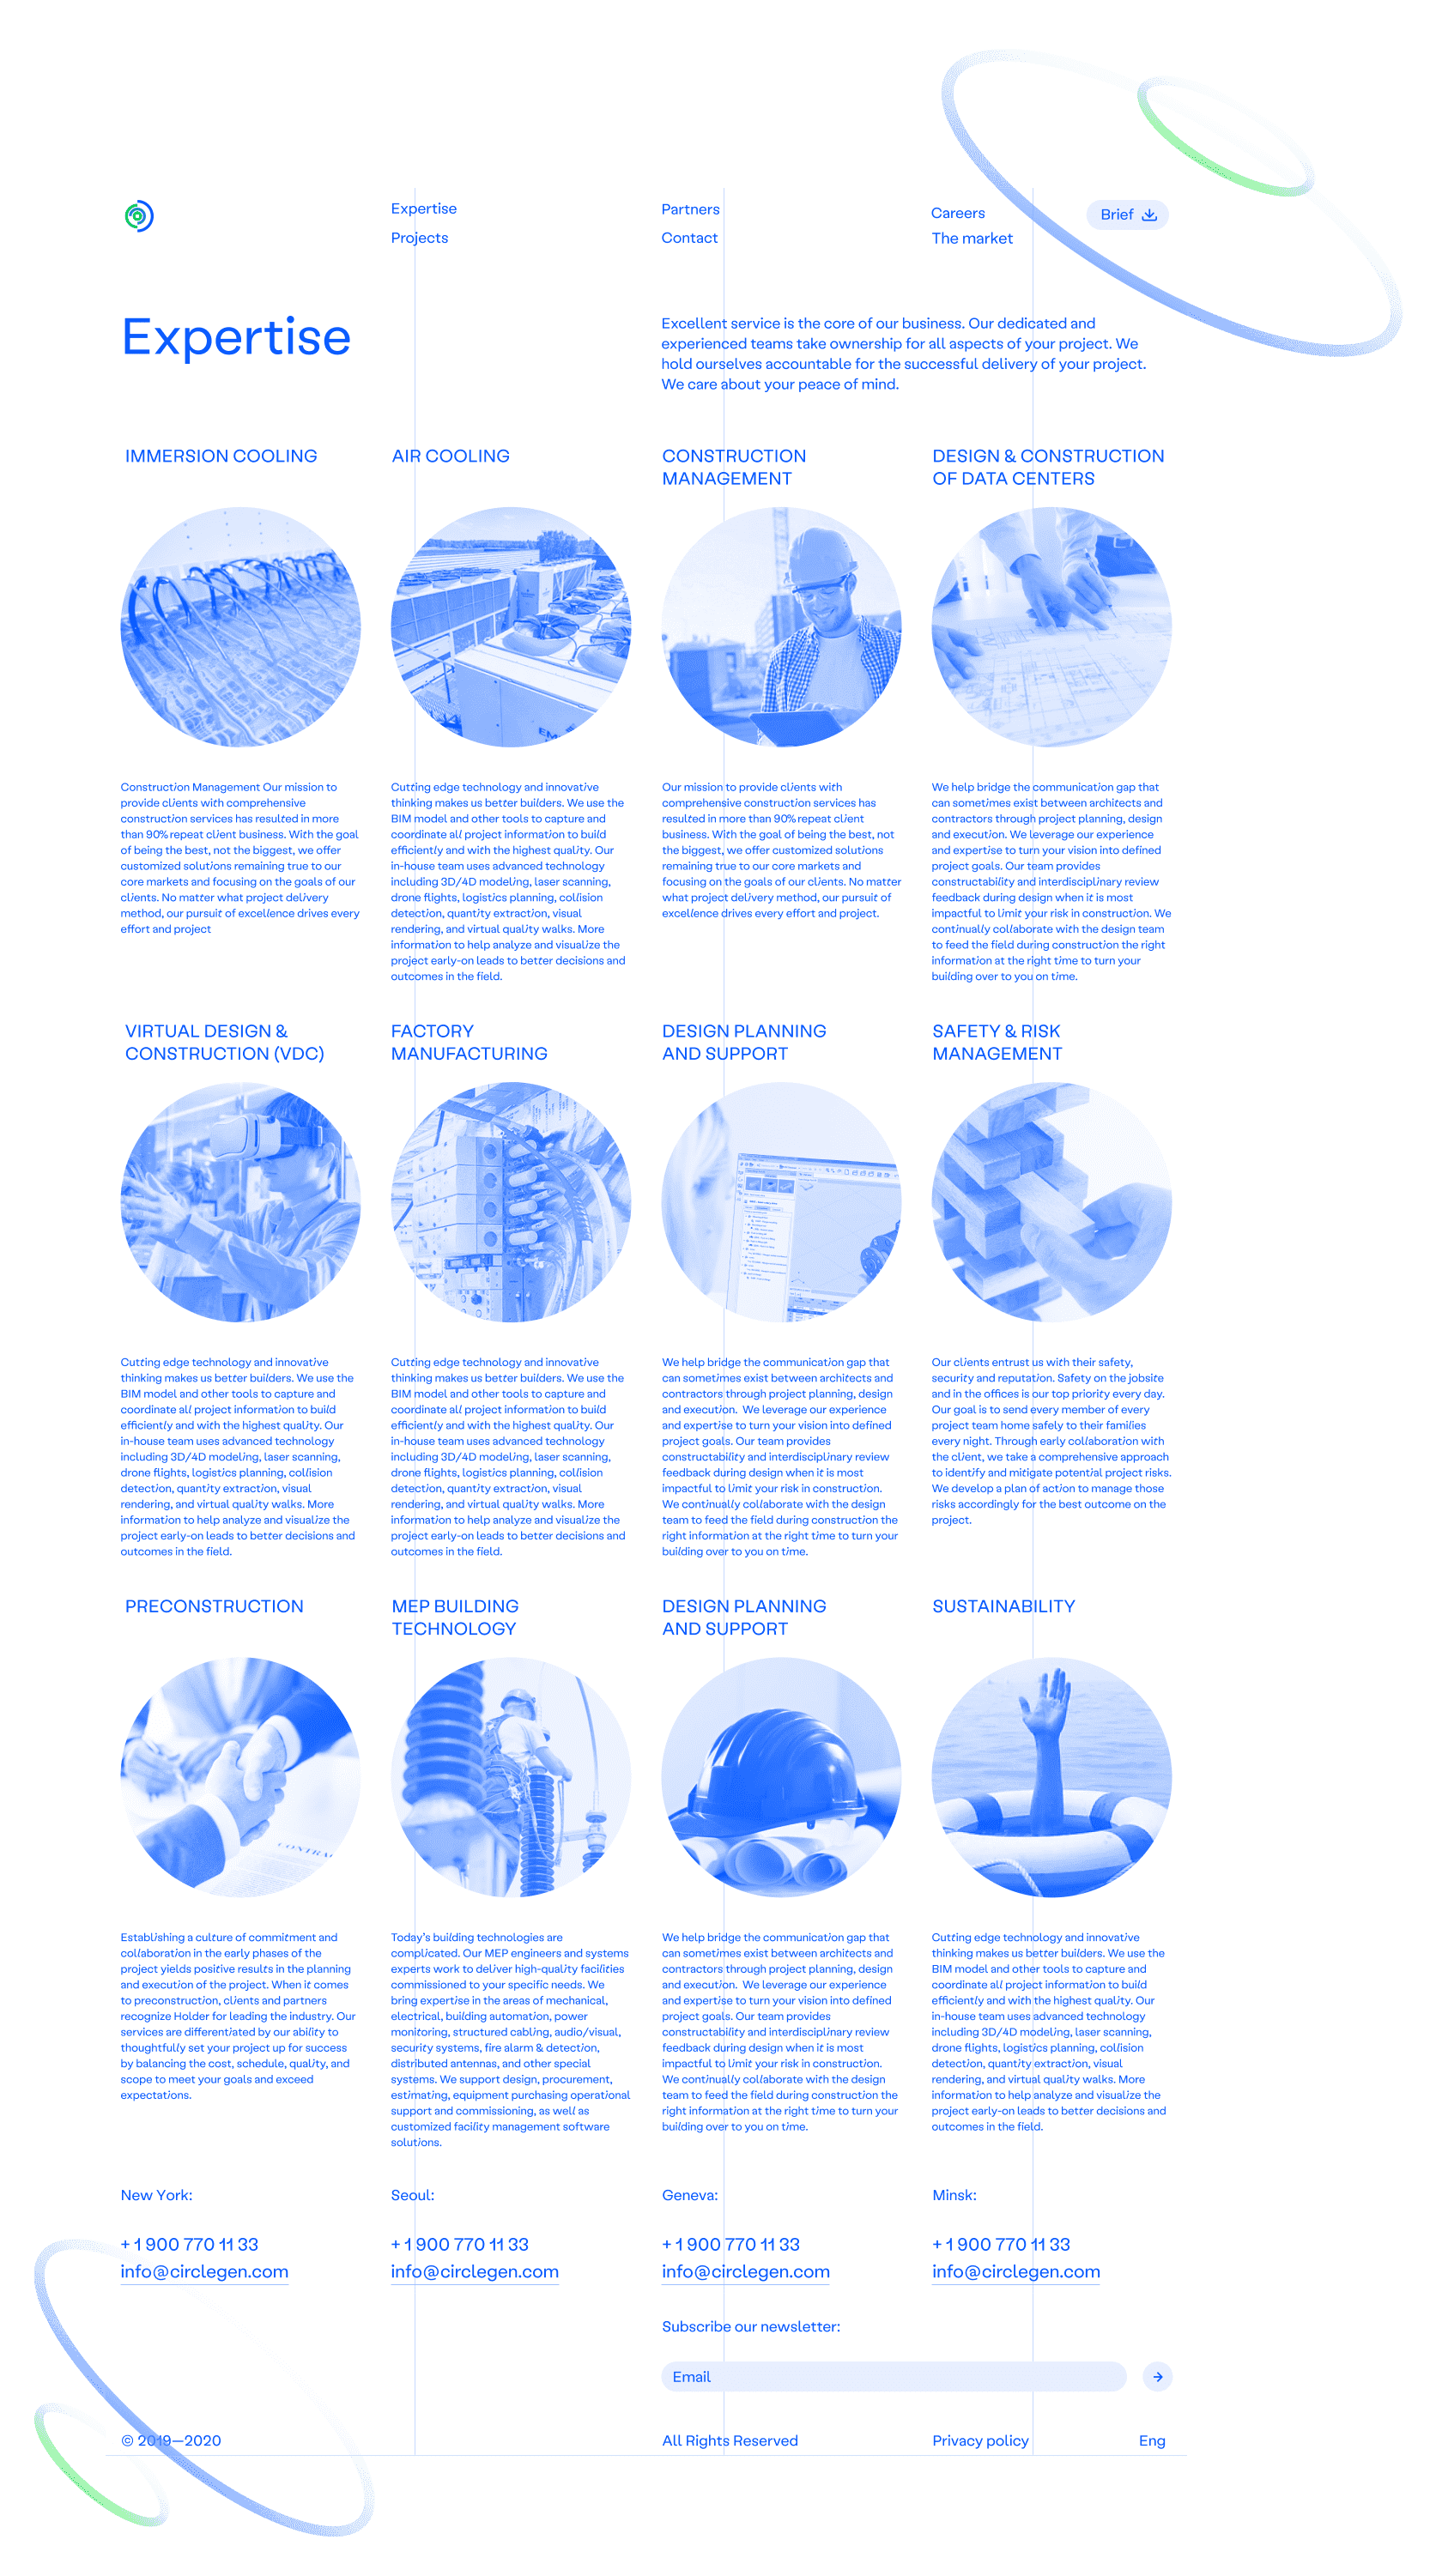 Expertise
Projects
Partners
Contact
Careers
The market
Brief
Expertise
Excellent service is the core of our business. Our dedicated and
experienced teams take ownership for all aspects of your project. We
hold ourselves accountable for the successful delivery of your project.
We care about your peace of mind.
IMMERSION COOLING
Construction Management Our mission to
provide clients with comprehensive
construction services has resulted in more
than 90% repeat client business. With the goal
of being the best, not the biggest, we offer
customized solutions remaining true to our
core markets and focusing on the goals of our
clients. No matter what project delivery
method, our pursuit of excellence drives every
effort and project
AIR COOLING
Cutting edge technology and innovative
thinking makes us better builders. We use the
BIM model and other tools to capture and
coordinate all project information to build
efficiently and with the highest quality. Our
in-house team uses advanced technology
including 3D/4D modeling, laser scanning,
drone flights, logistics planning, collision
detection, quantity extraction, visual
rendering, and virtual quality walks. More
information to help analyze and visualize the
project early-on leads to better decisions and
outcomes in the field.
CONSTRUCTION
MANAGEMENT
Our mission to provide clients with
comprehensive construction services has
resulted in more than 90% repeat client
business. With the goal of being the best, not
the biggest, we offer customized solutions
remaining true to our core markets and
focusing on the goals of our clients. No matter
what project delivery method, our pursuit of
excellence drives every effort and project.
DESIGN & CONSTRUCTION
OF DATA CENTERS
We help bridge the communication gap that
can sometimes exist between architects and
contractors through project planning, design
and execution. We leverage our experience
and expertise to turn your vision into defined
project goals. Our team provides
constructability and interdisciplinary review
feedback during design when it is most
impactful to limit your risk in construction. We
continually collaborate with the design team
to feed the field during construction the right
information at the right time to turn your
building over to you on time.
VIRTUAL DESIGN &
CONSTRUCTION (VDC)
Cutting edge technology and innovative
thinking makes us better builders. We use the
BIM model and other tools to capture and
coordinate all project information to build
efficiently and with the highest quality. Our
in-house team uses advanced technology
including 3D/4D modeling, laser scanning,
drone flights, logistics planning, collision
detection, quantity extraction, visual
rendering, and virtual quality walks. More
information to help analyze and visualize the
project early-on leads to better decisions and
outcomes in the field.
FACTORY
MANUFACTURING
Cutting edge technology and innovative
thinking makes us better builders. We use the
BIM model and other tools to capture and
coordinate all project information to build
efficiently and with the highest quality. Our
in-house team uses advanced technology
including 3D/4D modeling, laser scanning,
drone flights, logistics planning, collision
detection, quantity extraction, visual
rendering, and virtual quality walks. More
information to help analyze and visualize the
project early-on leads to better decisions and
outcomes in the field.
DESIGN PLANNING
AND SUPPORT
We help bridge the communication gap that
can sometimes exist between architects and
contractors through project planning, design
and execution. We leverage our experience
and expertise to turn your vision into defined
project goals. Our team provides
constructability and interdisciplinary review
feedback during design when it is most
impactful to limit your risk in construction.
We continually collaborate with the design
team to feed the field during construction the
right information at the right time to turn your
building over to you on time.
SAFETY & RISK
MANAGEMENT
Our clients entrust us with their safety,
security and reputation. Safety on the jobsite
and in the offices is our top priority every day.
Our goal is to send every member of every
project team home safely to their families
every night. Through early collaboration with
the client, we take a comprehensive approach
to identify and mitigate potential project risks.
We develop a plan of action to manage those
risks accordingly for the best outcome on the
project.
PRECONSTRUCTION
CONTRA
Establishing a culture of commitment and
collaboration in the early phases of the
project yields positive results in the planning
and execution of the project. When it comes
to preconstruction, clients and partners
recognize Holder for leading the industry. Our
services are differentiated by our ability to
thoughtfully set your project up for success
by balancing the cost, schedule, quality, and
scope to meet your goals and exceed
expectations.
MEP BUILDING
TECHNOLOGY
Today's building technologies are
complicated. Our MEP engineers and systems
experts work to deliver high-quality facilities
commissioned to your specific needs. We
bring expertise in the areas of mechanical,
electrical, building automation, power
monitoring, structured cabling, audio/visual,
security systems, fire alarm & detection,
distributed antennas, and other special
systems. We support design, procurement,
estimating, equipment purchasing operational
support and commissioning, as well as
customized facility management software
solutions.
DESIGN PLANNING
AND SUPPORT
We help bridge the communication gap that
can sometimes exist between architects and
contractors through project planning, design
and execution. We leverage our experience
and expertise to turn your vision into defined
project goals. Our team provides
constructability and interdisciplinary review
feedback during design when it is most
impactful to limit your risk in construction.
We continually collaborate with the design
team to feed the field during construction the
right information at the right time to turn your
building over to you on time.
SUSTAINABILITY
Cutting edge technology and innovative
thinking makes us better builders. We use the
BIM model and other tools to capture and
coordinate all project information to build
efficiently and with the highest quality. Our
in-house team uses advanced technology
including 3D/4D modeling, laser scanning,
drone flights, logistics planning, collision
detection, quantity extraction, visual
rendering, and virtual quality walks. More
information to help analyze and visualize the
project early-on leads to better decisions and
outcomes in the field.
New York:
+ 1 900 770 11 33
info@circlegen.com
Seoul:
+ 1 900 770 11 33
info@circlegen.com
Geneva:
+ 1 900 770 11 33
info@circlegen.com
Minsk:
+ 1 900 770 11 33
info@circlegen.com
Subscribe our newsletter:
Email
© 2019—2020
All Rights Reserved
Privacy policy
Eng